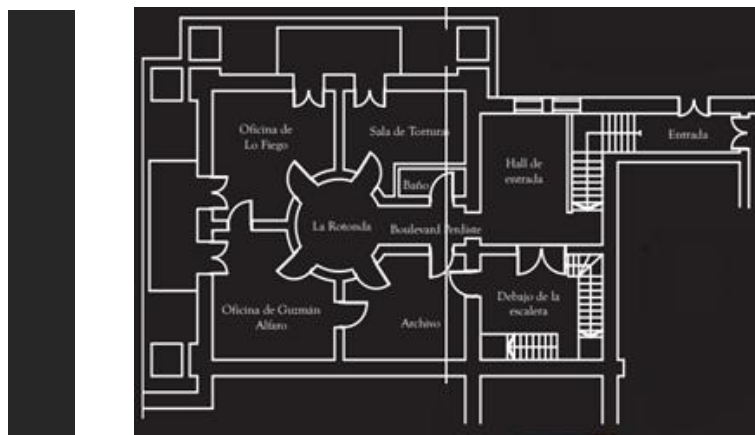 Oficina de
Lo Fiego
Sala de Torturas
Entrada
Hall de
entrada
Baño
La Rotonda
Boulevard Perdiste
Oficina de Guzmán
Alfaro
Archivo
Debajo de la
escalera